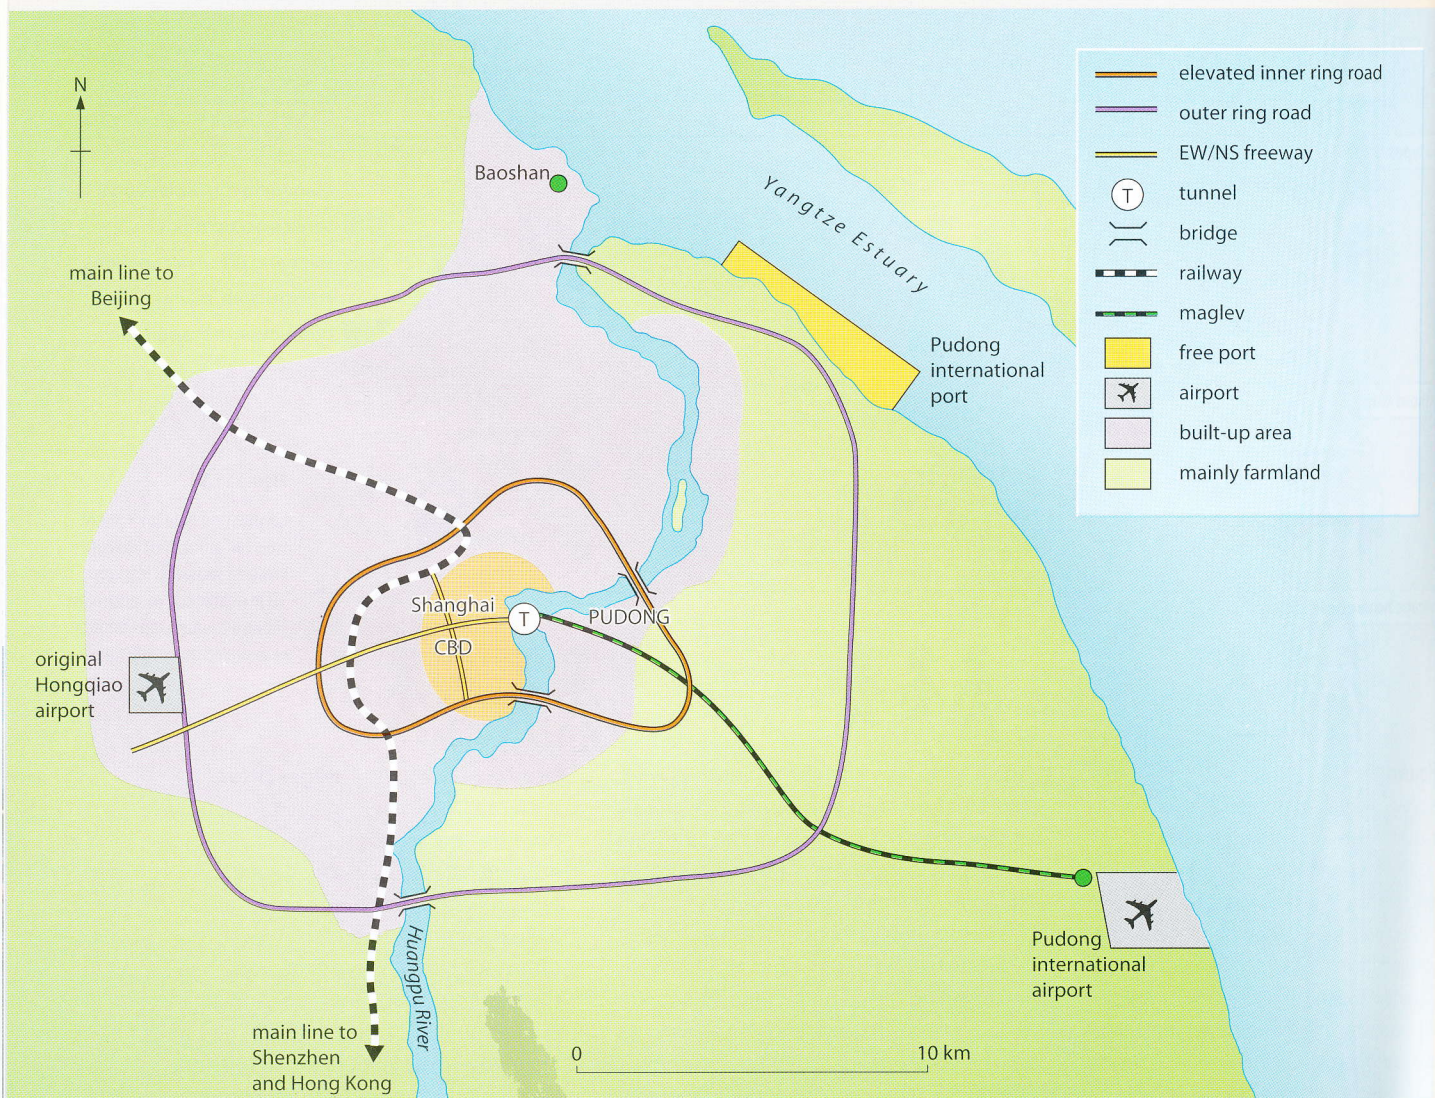 N
Baoshan
Yangtze Estuary
main line to
Beijing
Pudong
international
port
elevated inner ring road
outer ring road
EW/NS freeway
T
tunnel
bridge
railway
maglev
free port
airport
built-up area
mainly farmland
Shanghai
T
PUDONG
CBD
original
Hongqiao
airport
Pudong
international
airport
Huangpu River
main line to
Shenzhen
and Hong Kong
0
10 km